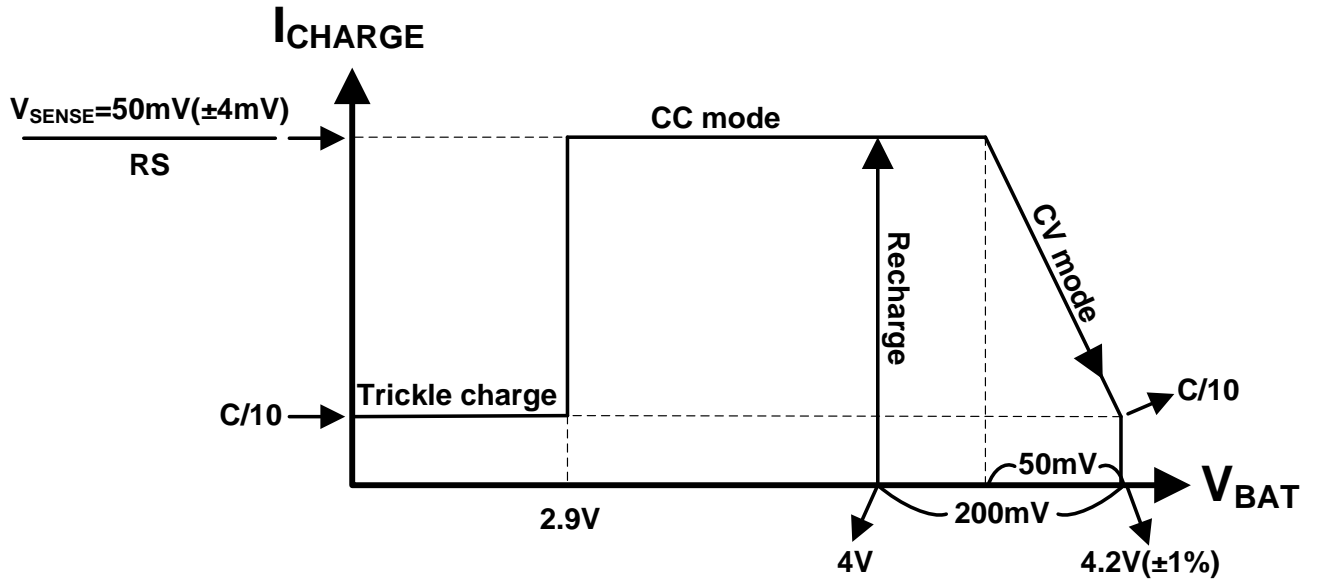 ICHARGE
VSENSE=50mV(±4mV)
RS
CC mode
CV mode
Recharge
Trickle charge
C/10
C/10
50mV
200mV
VBAT
2.9V
4V
4.2V(±1%)